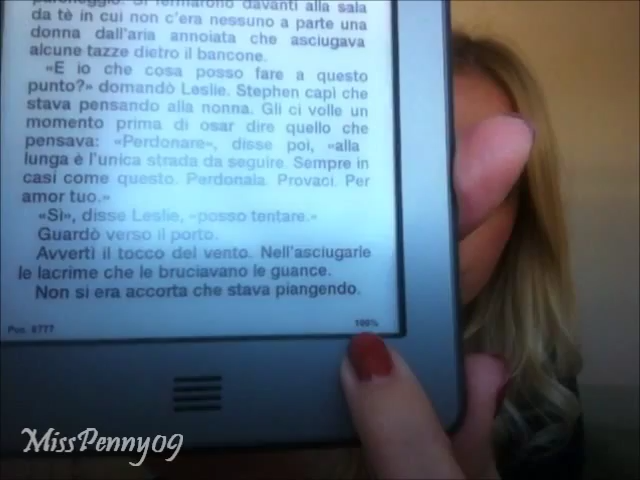 parcheggio. Si fermarono davanti alla sala
da tè in cui non c'era nessuno a parte una
donna dall'aria annoiata che asciugava
alcune tazze dietro il bancone.
«E io che cosa posso fare a questo
punto?» domandò Leslie. Stephen capì che
stava pensando alla nonna. Gli ci volle un
momento prima di osar dire quello che
pensava: «Perdonare», disse poi, «alla
lunga è l'unica strada da seguire. Sempre in
casi come questo. Perdonala. Provaci. Per
amor tuo.»
«Sì», disse Leslie, «posso tentare.»
Guardò verso il porto.
Avvertì il tocco del vento. Nell'asciugarle
le lacrime che le bruciavano le guance.
Non si era accorta che stava piangendo.
Pos. 8777 100%
MissPenny09